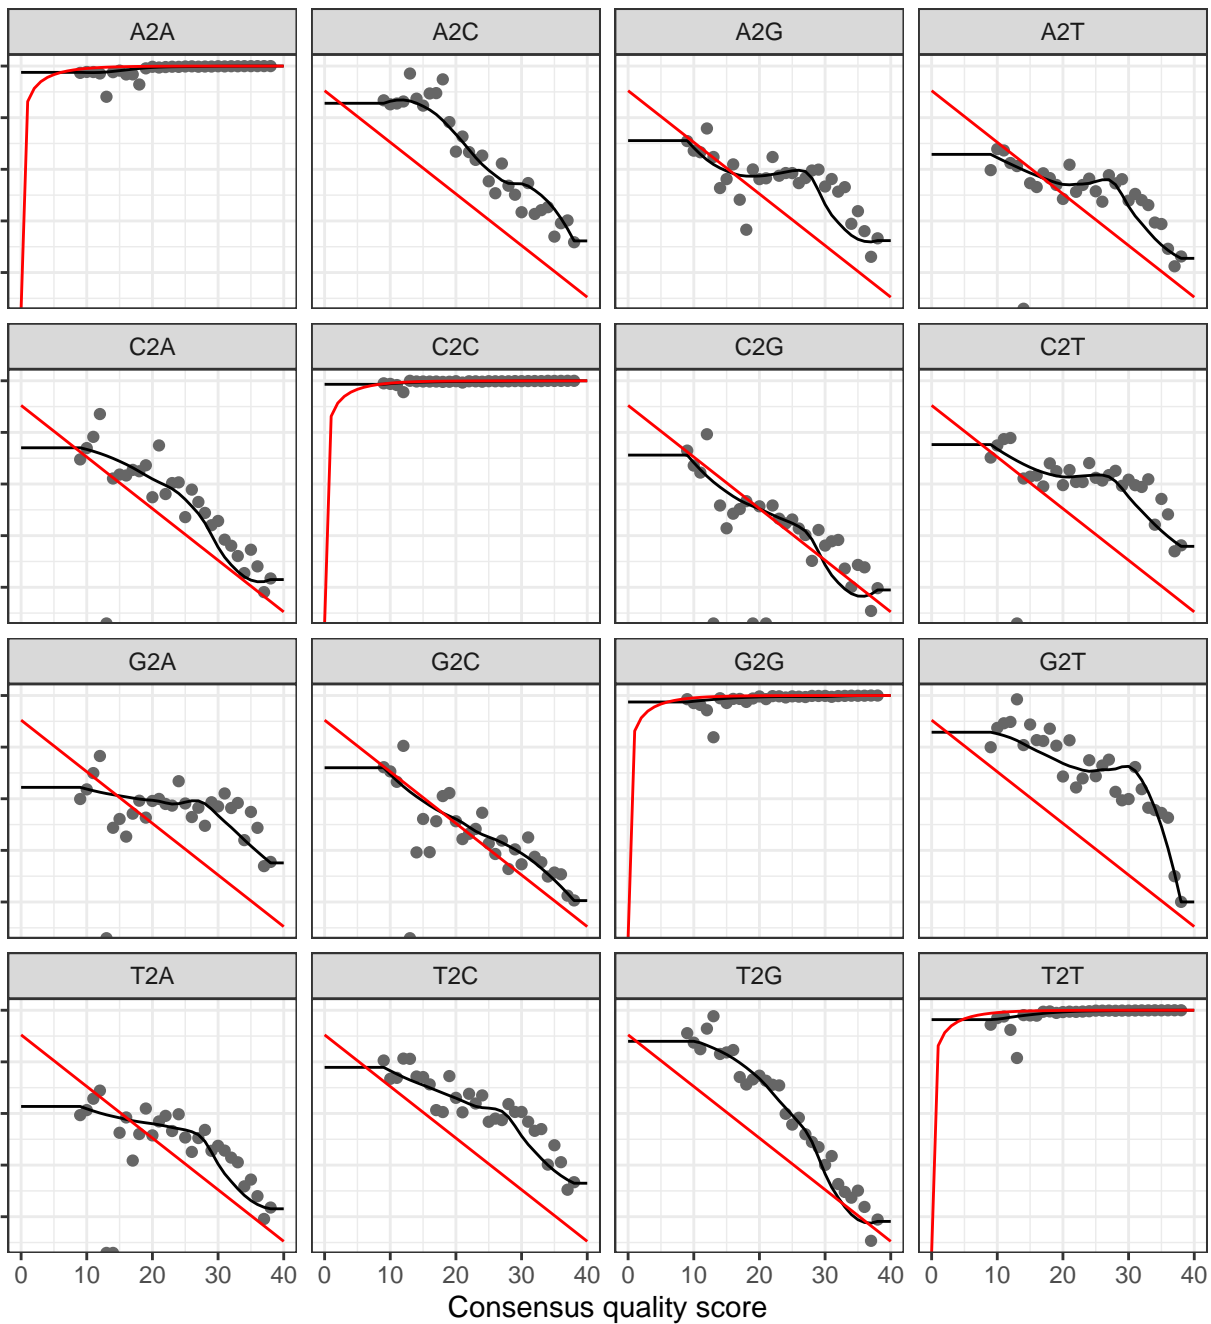 A2A A2C A2G A2T
C2A C2C C2G C2T
G2A G2C G2G G2T
T2A T2C T2G T2T
0 10 20 30 40 0 10 20 30 40 0 10 20 30 40 0 10 20 30 40
Consensus quality score